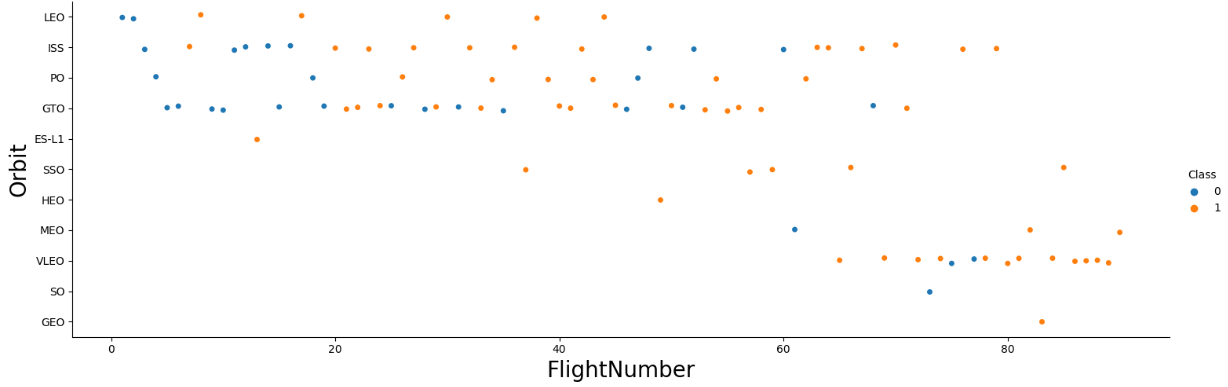 LEO
ISS
PO
GTO
ES-L1
SSO
HEO
MEO
VLEO
SO
GEO
Orbit
0 20 40 60 80
FlightNumber
Class
0
1